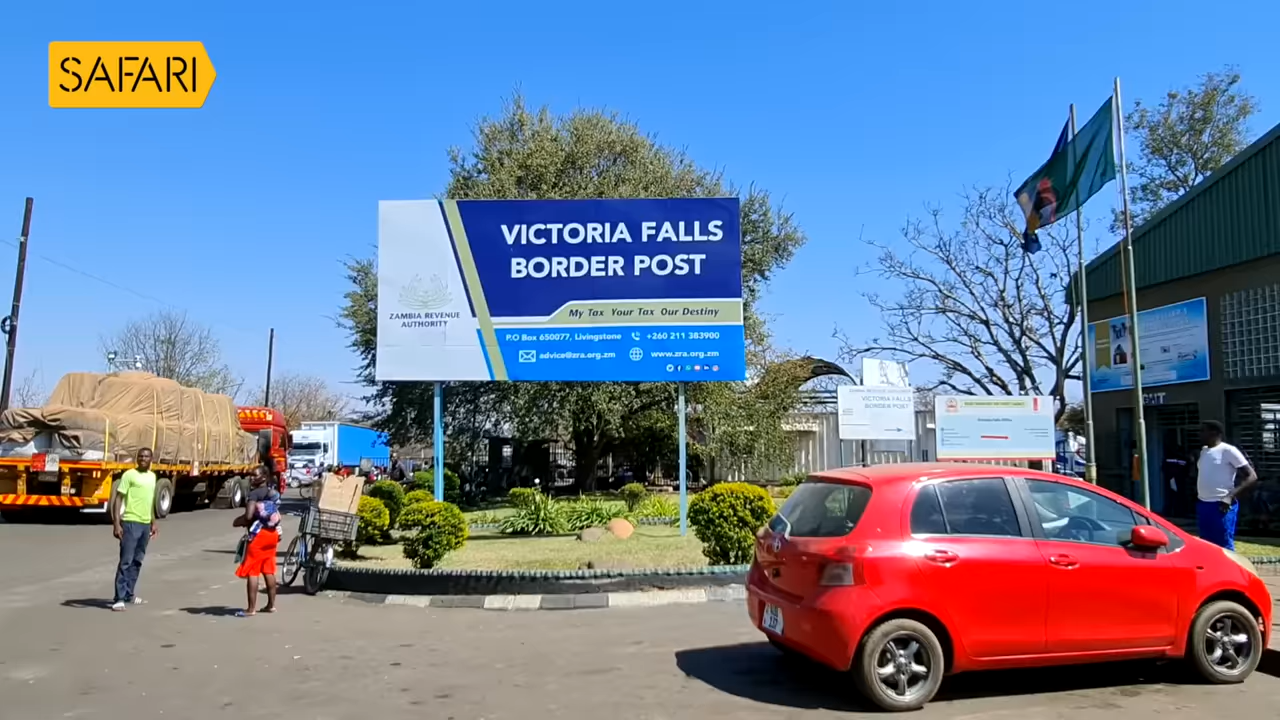 SAFARI
VICTORIA FALLS
BORDER POST
ZAMBIA REVENUE
AUTHORITY
My Tax Your Tax Our Destiny
P.O Box 650077, Livingstone
+260 211 383900
advice@zra.org.zm
www.zra.org.zm
VICTORIA FALLS
BORDER POST